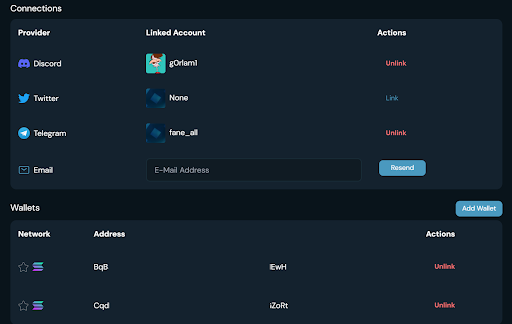 Connections
Provider Linked Account Actions
Discord g0rlam1 Unlink
Twitter None Link
Telegram fane_all Unlink
Email E-Mail Address Resend
Wallets Add Wallet
Network Address Actions
BqB lEwH Unlink
Cqd iZoRt Unlink